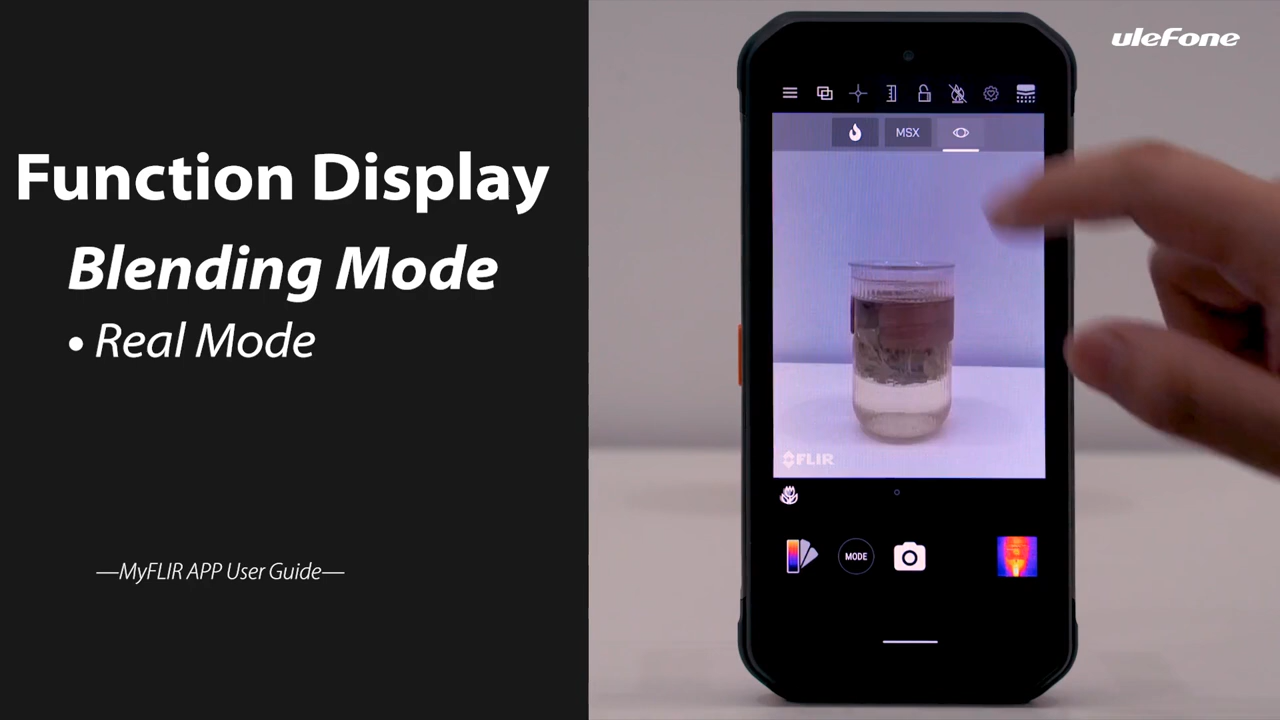 Function Display
Blending Mode
• Real Mode
—MyFLIR APP User Guide—
uleFone
MSX
FLIR
MODE